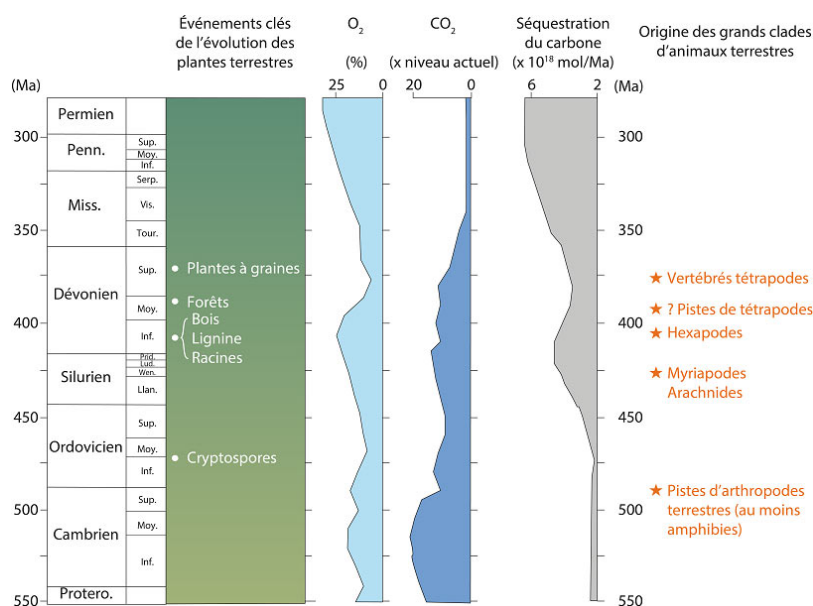 Événements clés
de l'évolution des
plantes terrestres
O2
(%)
25 0
CO2
(x niveau actuel)
20 0
Séquestration
du carbone
(x 10^18 mol/Ma)
6 2
Origine des grands clades
d'animaux terrestres
(Ma)
(Ma)
Permien
300
300
Penn.
Sup.
Moy.
Inf.
Miss.
Serp.
Vis.
Tour.
350
350
Dévonien
Sup.
Moy.
Inf.
Plantes à graines
Forêts
Bois
Lignine
Racines
Vertébrés tétrapodes
? Pistes de tétrapodes
Hexapodes
400
400
Silurien
Prid.
Lud.
Wen.
Llan.
Myriapodes
Arachnides
450
450
Ordovicien
Sup.
Moy.
Inf.
Cryptospores
Pistes d'arthropodes
terrestres (au moins
amphibies)
500
500
Cambrien
Sup.
Moy.
Inf.
Protero.
550
550